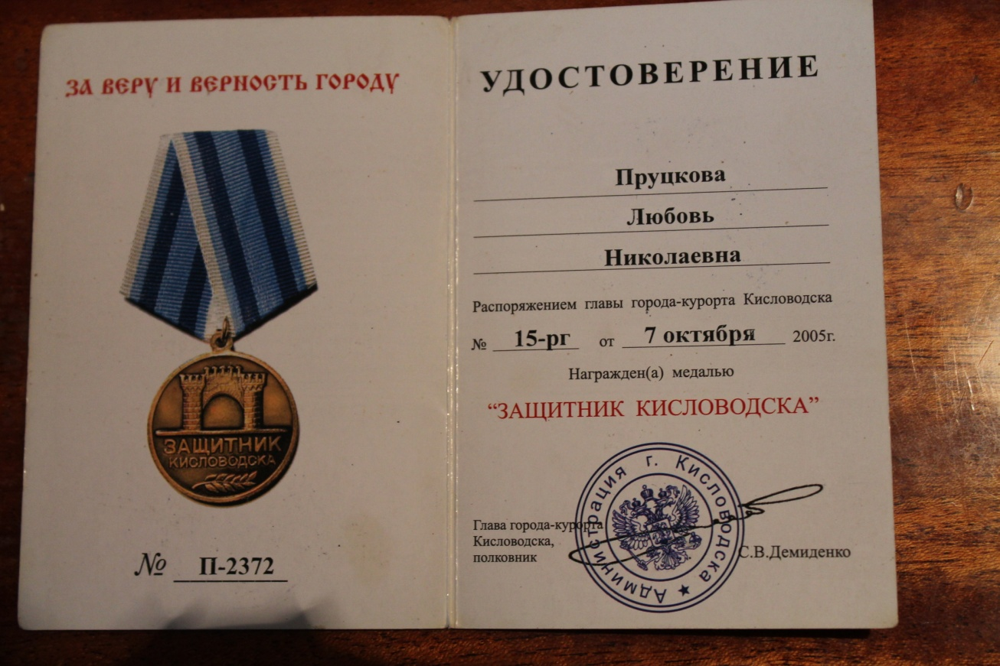 ЗА ВЕРУ И ВЕРНОСТЬ ГОРОДУ
ЗАЩИТНИК
КИСЛОВОДСКА
№ П-2372
УДОСТОВЕРЕНИЕ
Пруцкова
Любовь
Николаевна
Распоряжением главы города-курорта Кисловодска
№ 15-рг от 7 октября 2005г.
Награжден(а) медалью
“ЗАЩИТНИК КИСЛОВОДСКА”
Администрация г. Кисловодска
Глава города-курорта
Кисловодска,
полковник С.В.Демиденко